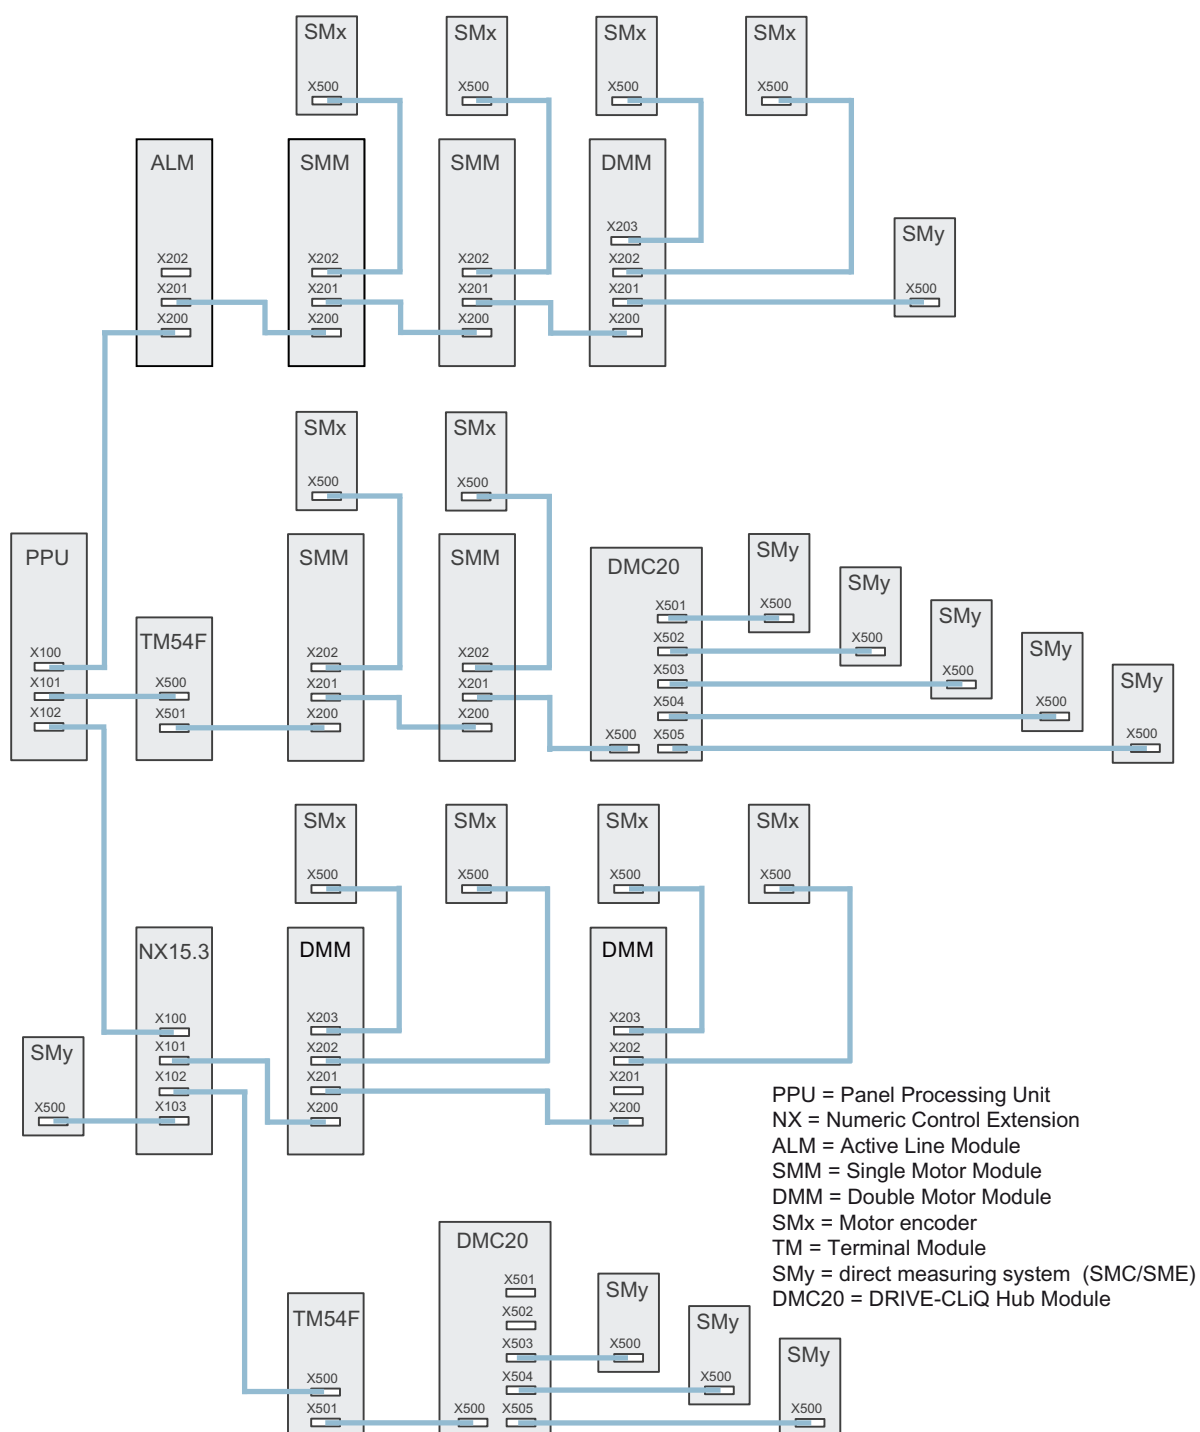 SMx SMx SMx SMx
X500 X500 X500 X500
ALM SMM SMM DMM
X203
SMy
X202 X202 X202 X202
X201 X201 X201 X201 X500
X200 X200 X200 X200
SMx SMx
X500 X500
PPU SMM SMM DMC20 SMy
SMy
X501 X500
SMy
TM54F X502 X500
SMy
X100 X202 X202
X503 X500
SMy
X101 X500 X201 X201
X504 X500
X102 X501 X200 X200
X500 X505 X500
SMx SMx SMx SMx
X500 X500 X500 X500
NX15.3 DMM DMM
X100 X203 X203
SMy X101 X202 X202
X102 X201 X201
X500 X103 X200 X200
PPU = Panel Processing Unit
NX = Numeric Control Extension
ALM = Active Line Module
SMM = Single Motor Module
DMM = Double Motor Module
SMx = Motor encoder
TM = Terminal Module
SMy = direct measuring system (SMC/SME)
DMC20 = DRIVE-CLiQ Hub Module
DMC20
X501 SMy
TM54F X502 SMy
X503 X500 SMy
X500 X504 X500
X501 X500 X505 X500